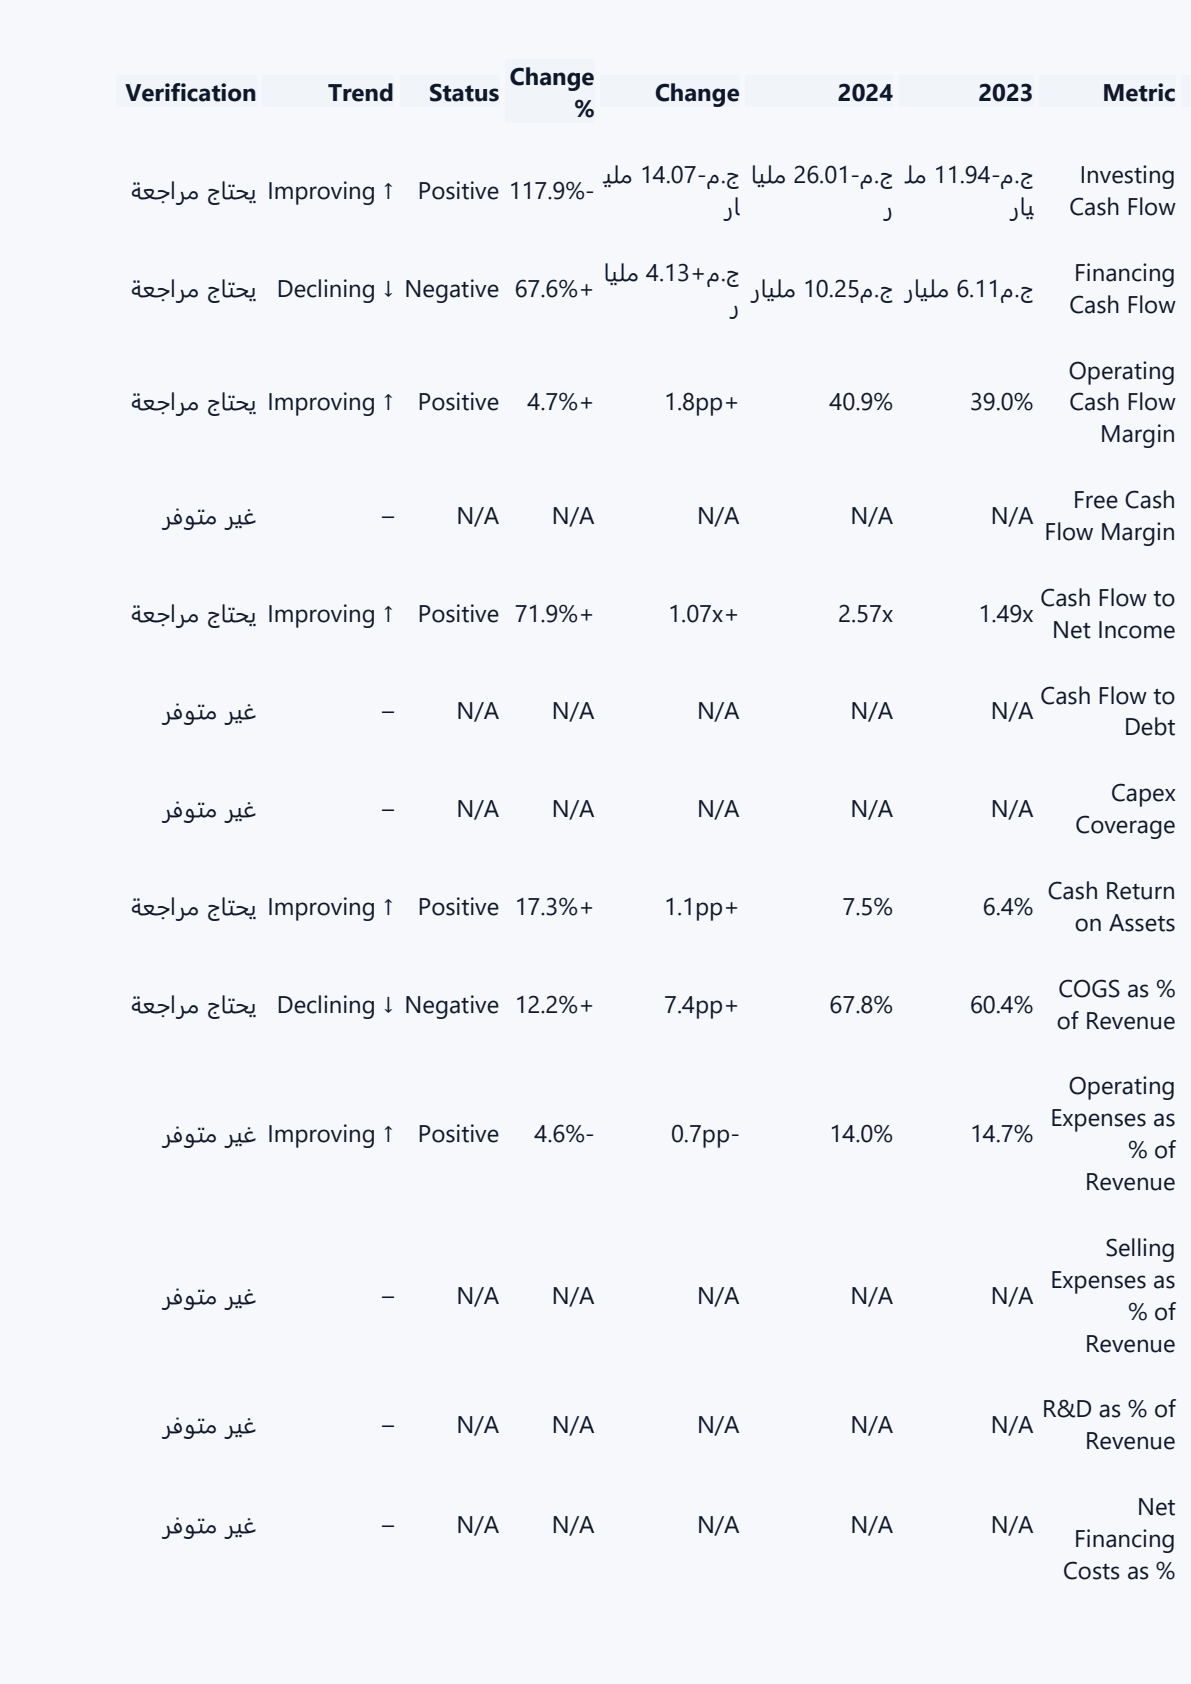 Metric 2023 2024 Change Change % Status Trend Verification
Investing Cash Flow ج.م-11.94 مليار ج.م-26.01 مليار ج.م-14.07 مليار 117.9%- Positive Improving ↑ يحتاج مراجعة
Financing Cash Flow ج.م6.11 مليار ج.م10.25 مليار ج.م+4.13 مليار 67.6%+ Negative Declining ↓ يحتاج مراجعة
Operating Cash Flow Margin 39.0% 40.9% 1.8pp+ 4.7%+ Positive Improving ↑ يحتاج مراجعة
Free Cash Flow Margin N/A N/A N/A N/A N/A – غير متوفر
Cash Flow to Net Income 1.49x 2.57x 1.07x+ 71.9%+ Positive Improving ↑ يحتاج مراجعة
Cash Flow to Debt N/A N/A N/A N/A N/A – غير متوفر
Capex Coverage N/A N/A N/A N/A N/A – غير متوفر
Cash Return on Assets 6.4% 7.5% 1.1pp+ 17.3%+ Positive Improving ↑ يحتاج مراجعة
COGS as % of Revenue 60.4% 67.8% 7.4pp+ 12.2%+ Negative Declining ↓ يحتاج مراجعة
Operating Expenses as % of Revenue 14.7% 14.0% 0.7pp- 4.6%- Positive Improving ↑ غير متوفر
Selling Expenses as % of Revenue N/A N/A N/A N/A N/A – غير متوفر
R&D as % of Revenue N/A N/A N/A N/A N/A – غير متوفر
Net Financing Costs as % N/A N/A N/A N/A N/A – غير متوفر